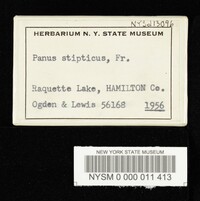 NYSd13096
HERBARIUM N. Y. STATE MUSEUM
Panus stipticus, Fr.
Raquette Lake, HAMILTON Co.
Ogden & Lewis 56168 1956
NEW YORK STATE MUSEUM
NYSM 0 000 011 413